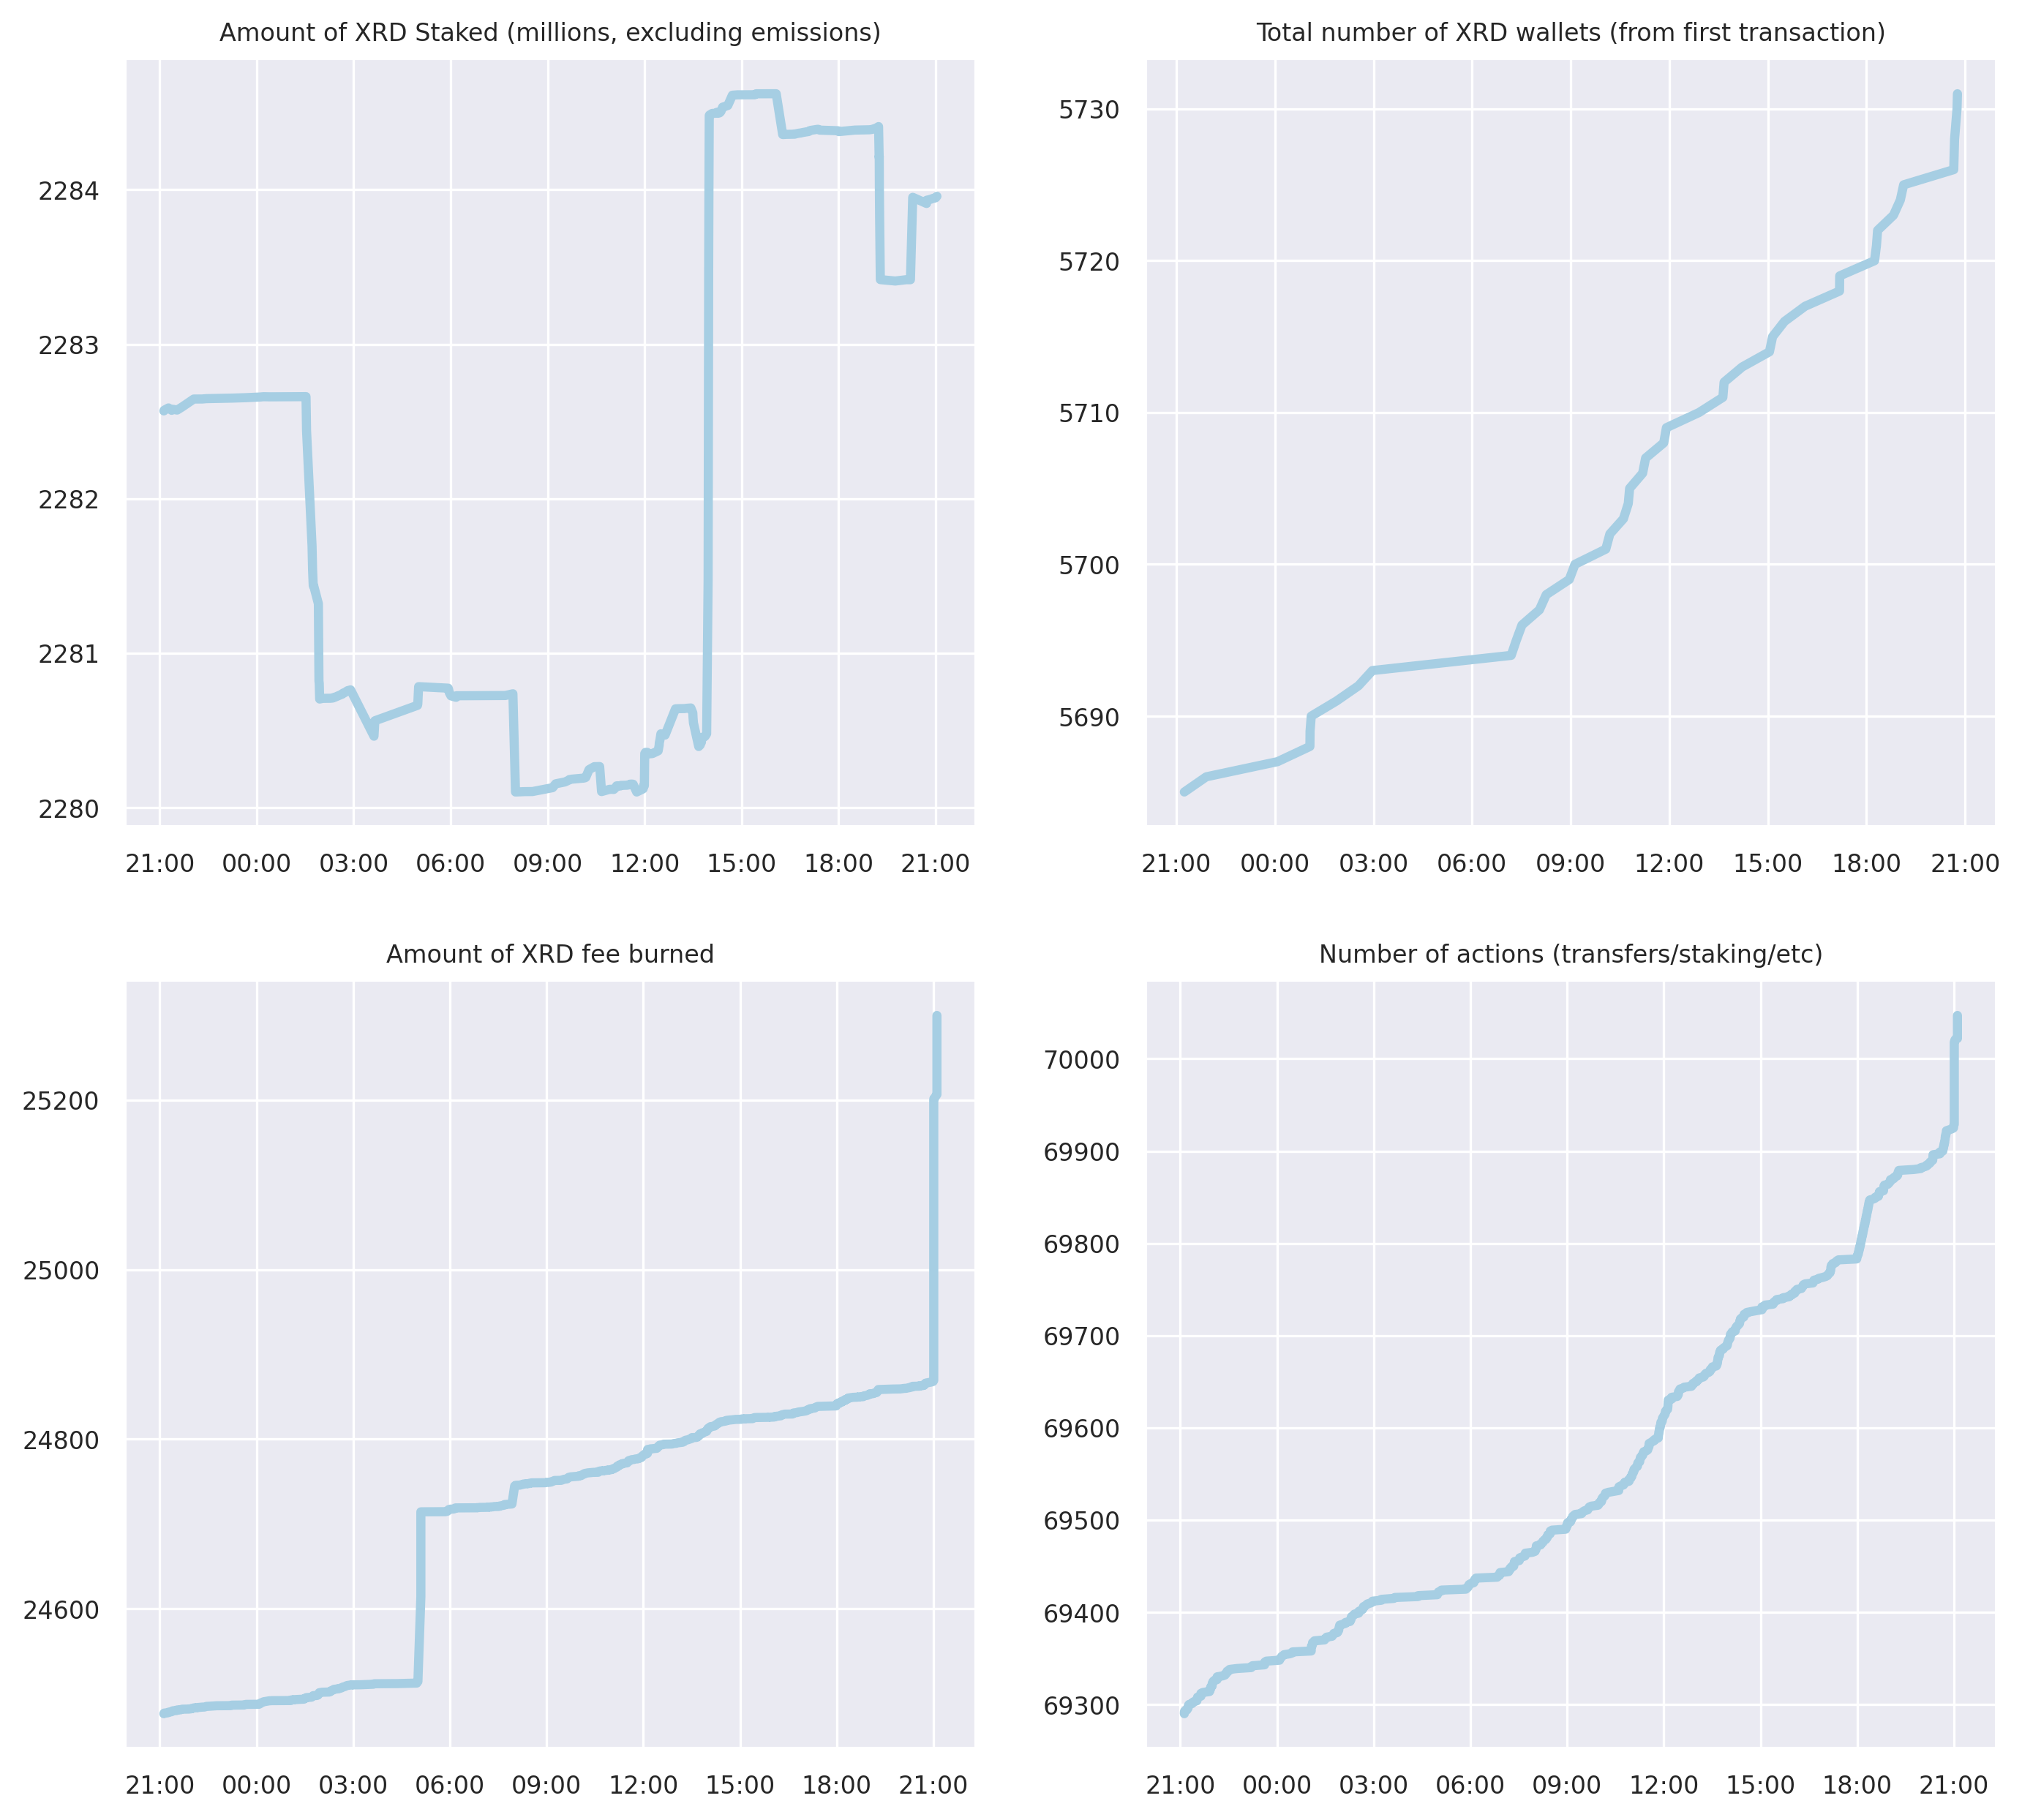 Amount of XRD Staked (millions, excluding emissions)
2284
2283
2282
2281
2280
21:00 00:00 03:00 06:00 09:00 12:00 15:00 18:00 21:00
Total number of XRD wallets (from first transaction)
5730
5720
5710
5700
5690
21:00 00:00 03:00 06:00 09:00 12:00 15:00 18:00 21:00
Amount of XRD fee burned
25200
25000
24800
24600
21:00 00:00 03:00 06:00 09:00 12:00 15:00 18:00 21:00
Number of actions (transfers/staking/etc)
70000
69900
69800
69700
69600
69500
69400
69300
21:00 00:00 03:00 06:00 09:00 12:00 15:00 18:00 21:00